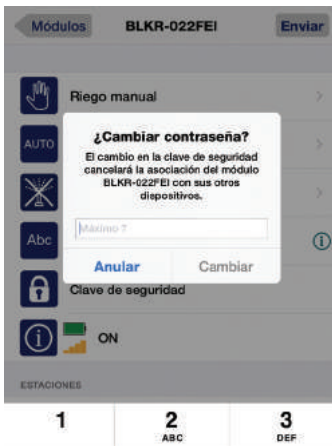 Módulos BLKR-022FEI Enviar
Riego manual
AUTO
¿Cambiar contraseña?
El cambio en la clave de seguridad
cancelará la asociación del módulo
BLKR-022FEI con sus otros
dispositivos.
Abc
Máximo 7
Anular Cambiar
Clave de seguridad
ON
ESTACIONES
1 2 3
ABC DEF